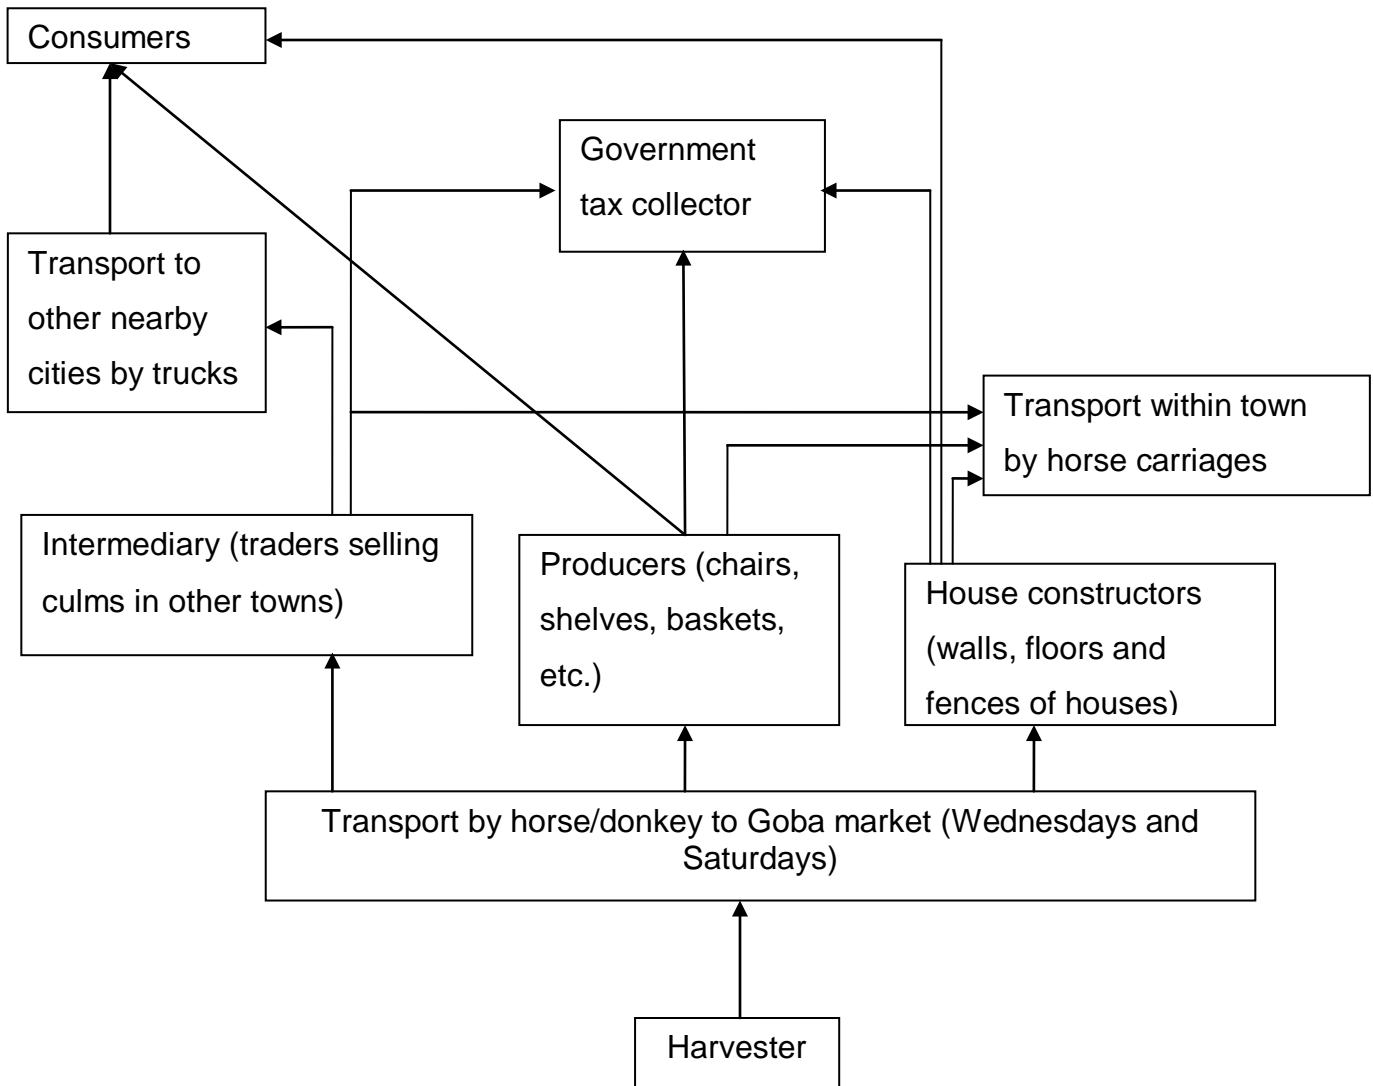 Consumers
Government
tax collector
Transport to
other nearby
cities by trucks
Transport within town
by horse carriages
Intermediary (traders selling
culms in other towns)
Producers (chairs,
shelves, baskets,
etc.)
House constructors
(walls, floors and
fences of houses)
Transport by horse/donkey to Goba market (Wednesdays and
Saturdays)
Harvester